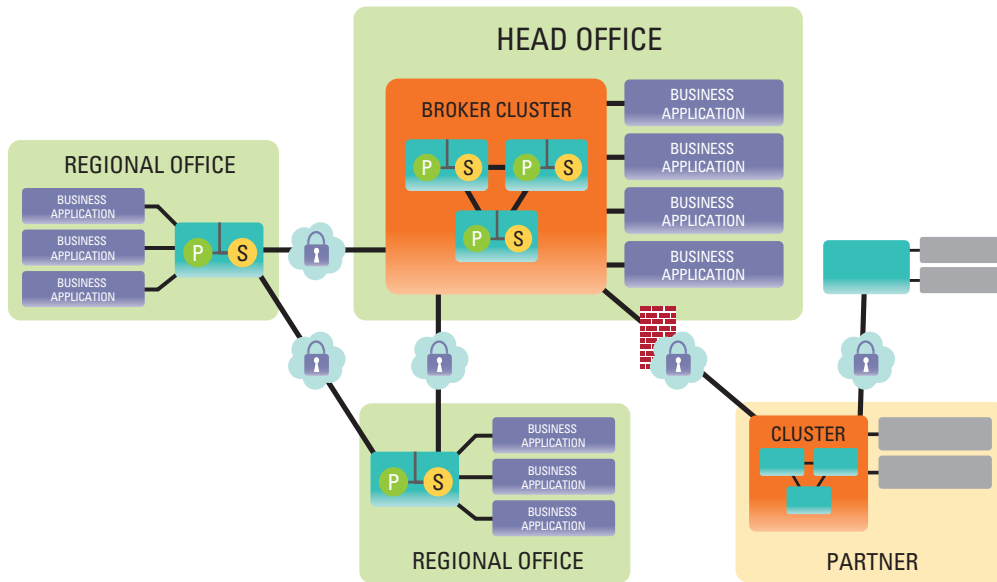 HEAD OFFICE
BROKER CLUSTER
P S P S
P S
BUSINESS
APPLICATION
BUSINESS
APPLICATION
BUSINESS
APPLICATION
BUSINESS
APPLICATION
REGIONAL OFFICE
BUSINESS
APPLICATION
BUSINESS
APPLICATION
BUSINESS
APPLICATION
P S
P S
BUSINESS
APPLICATION
BUSINESS
APPLICATION
BUSINESS
APPLICATION
REGIONAL OFFICE
CLUSTER
PARTNER